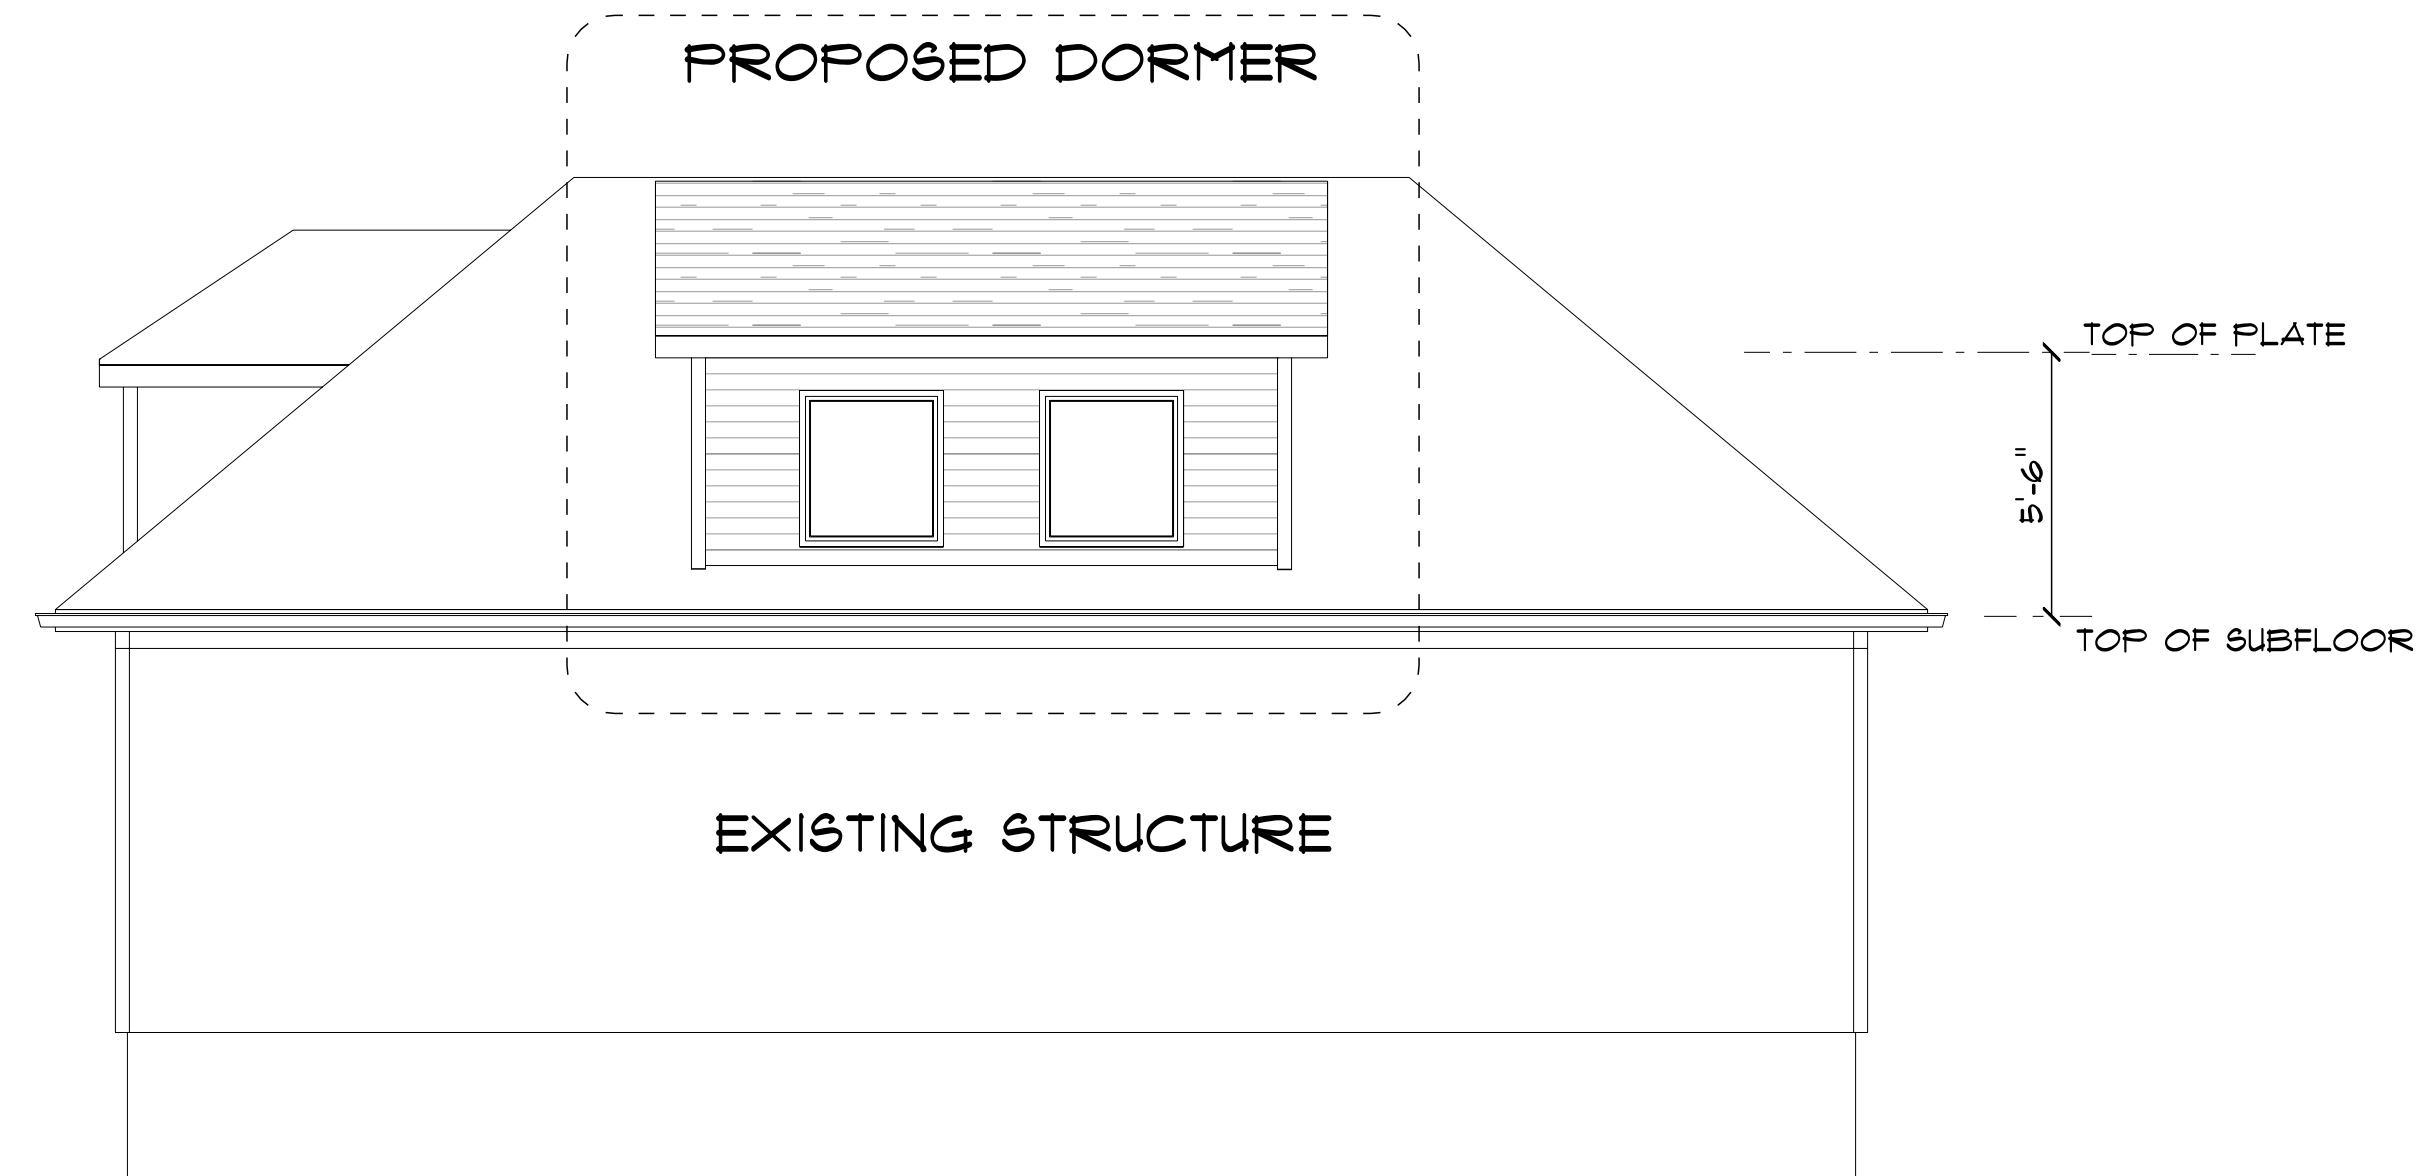 PROPOSED DORMER
TOP OF PLATE
5'-6"
TOP OF SUBFLOOR
EXISTING STRUCTURE